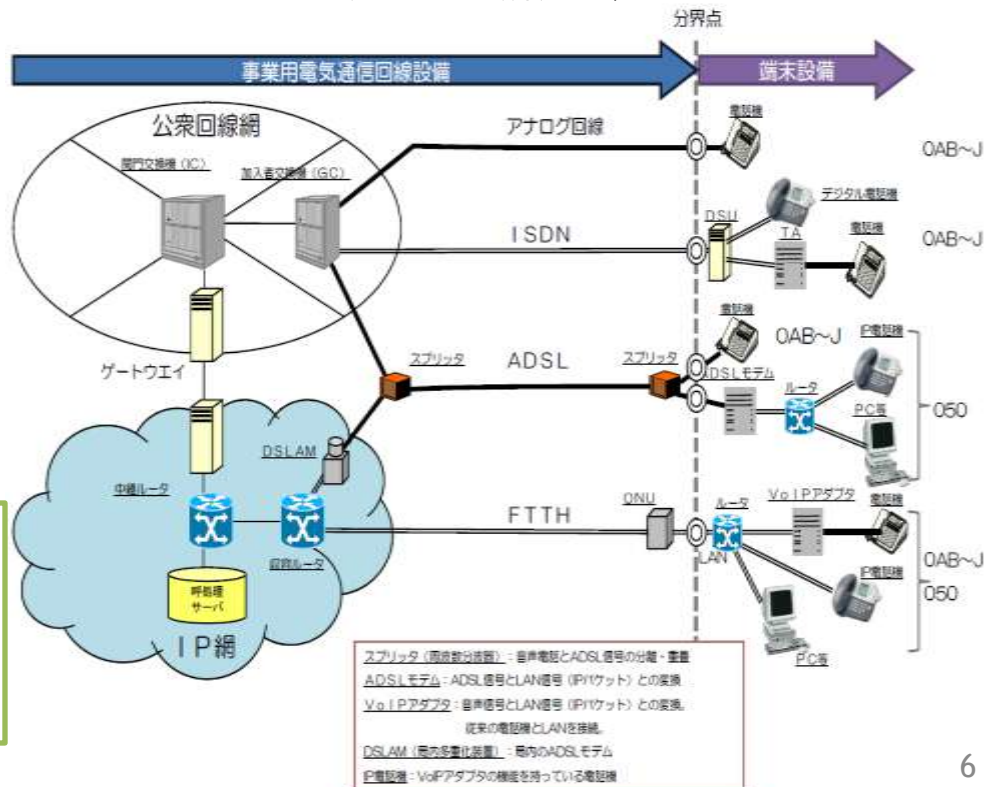 分界点
事業用電気通信回線設備
端末設備
公衆回線網
関門交換機(IC)
加入者交換機(GC)
アナログ回線
電話機
0AB~J
ISDN
DSU
デジタル電話機
TA
電話機
0AB~J
ゲートウエイ
スプリッタ
ADSL
スプリッタ
電話機
0AB~J
ADSLモデム
ルータ
IP電話機
PC等
050
DSLAM
中継ルータ
収容ルータ
FTTH
ONU
ルータ
LAN
VoIPアダプタ
電話機
IP電話機
PC等
0AB~J
050
呼処理
サーバ
IP網
スプリッタ(周波数分波器):音声電話とADSL信号の分離・重畳
ADSLモデム:ADSL信号とLAN信号(IPパケット)との変換
VoIPアダプタ:音声信号とLAN信号(IPパケット)との変換。
従来の電話機とLANを接続。
DSLAM(局内多重化装置):局内のADSLモデム
IP電話機:VoIPアダプタの機能を持っている電話機
6